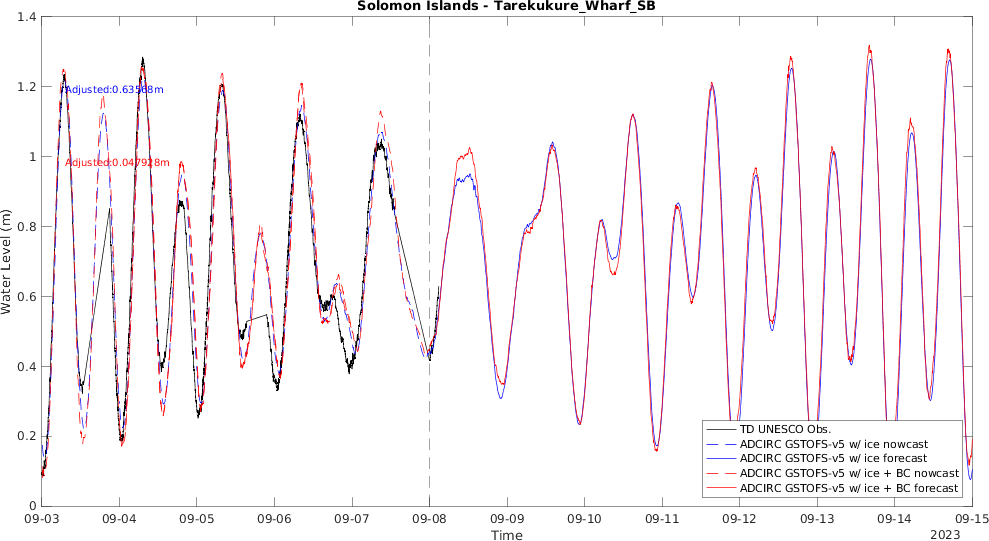 Solomon Islands - Tarekukure_Wharf_SB
1.4
1.2
1
0.8
0.6
0.4
0.2
0
Water Level (m)
Adjusted:0.63568m
Adjusted:0.047928m
TD UNESCO Obs.
ADCIRC GSTOFS-v5 w/ ice nowcast
ADCIRC GSTOFS-v5 w/ ice forecast
ADCIRC GSTOFS-v5 w/ ice + BC nowcast
ADCIRC GSTOFS-v5 w/ ice + BC forecast
09-03 09-04 09-05 09-06 09-07 09-08 09-09 09-10 09-11 09-12 09-13 09-14 09-15
Time
2023